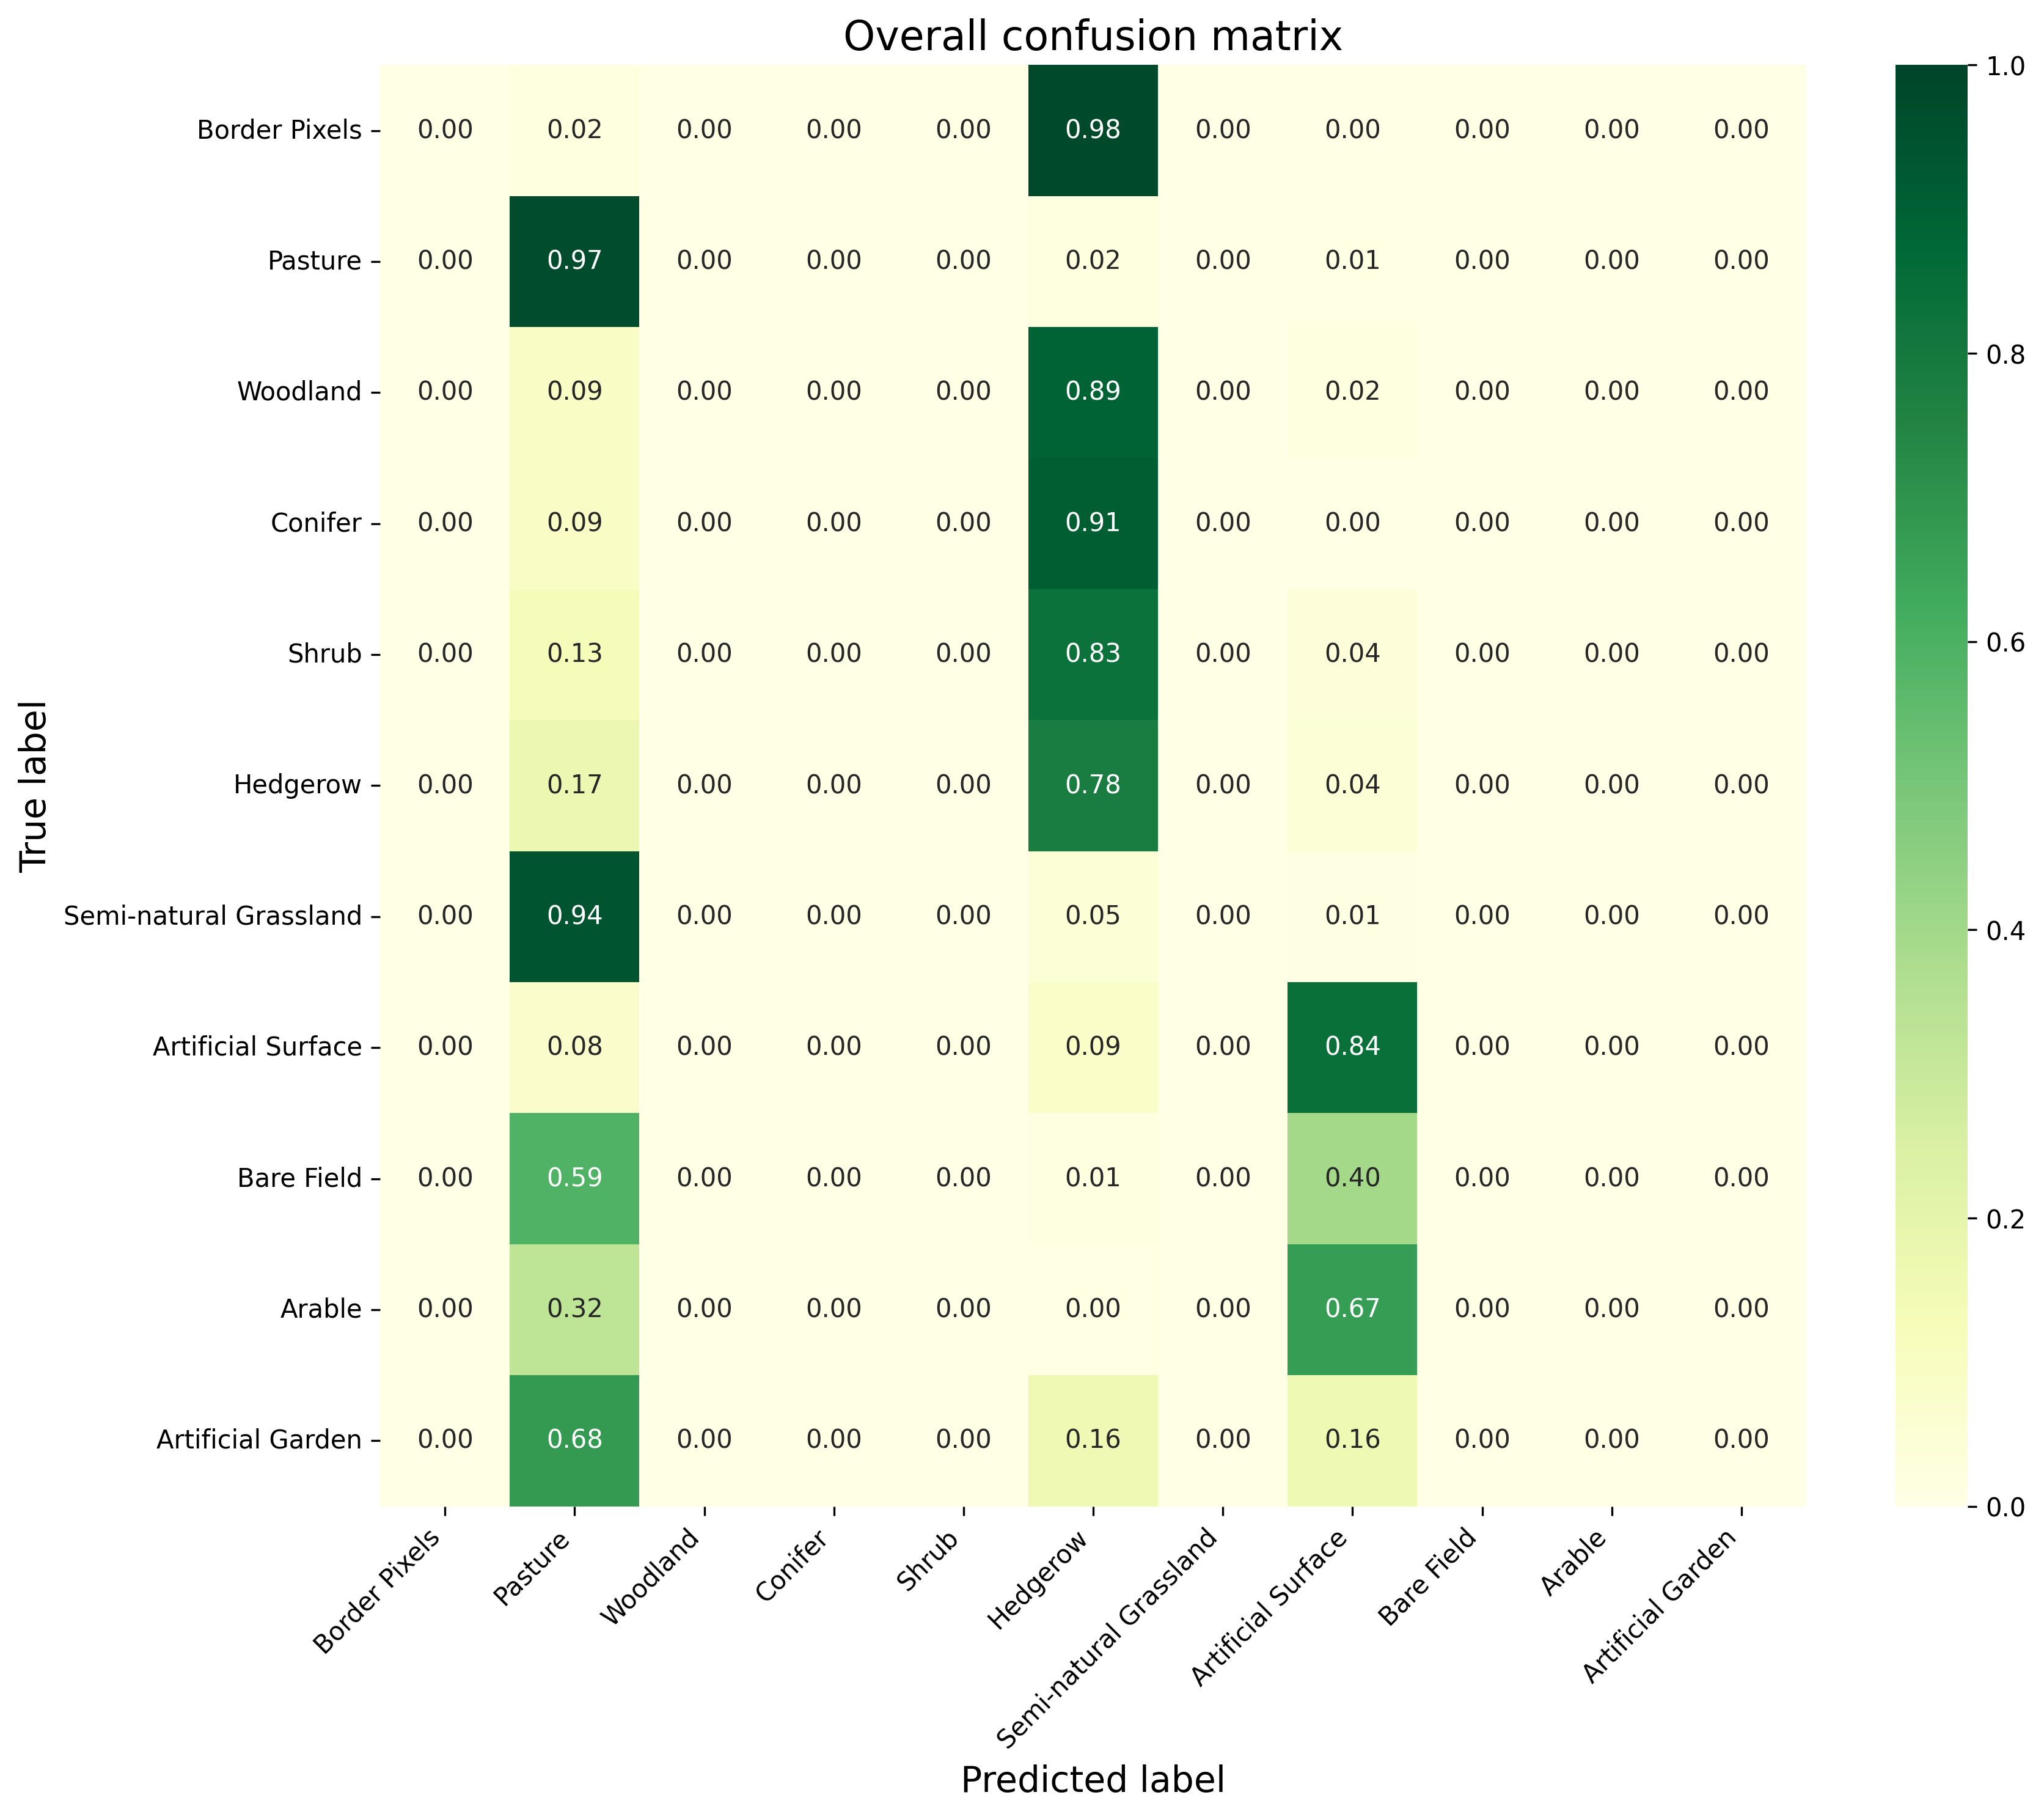 Overall confusion matrix
True label
Border Pixels 0.00 0.02 0.00 0.00 0.00 0.98 0.00 0.00 0.00 0.00 0.00
Pasture 0.00 0.97 0.00 0.00 0.00 0.02 0.00 0.01 0.00 0.00 0.00
Woodland 0.00 0.09 0.00 0.00 0.00 0.89 0.00 0.02 0.00 0.00 0.00
Conifer 0.00 0.09 0.00 0.00 0.00 0.91 0.00 0.00 0.00 0.00 0.00
Shrub 0.00 0.13 0.00 0.00 0.00 0.83 0.00 0.04 0.00 0.00 0.00
Hedgerow 0.00 0.17 0.00 0.00 0.00 0.78 0.00 0.04 0.00 0.00 0.00
Semi-natural Grassland 0.00 0.94 0.00 0.00 0.00 0.05 0.00 0.01 0.00 0.00 0.00
Artificial Surface 0.00 0.08 0.00 0.00 0.00 0.09 0.00 0.84 0.00 0.00 0.00
Bare Field 0.00 0.59 0.00 0.00 0.00 0.01 0.00 0.40 0.00 0.00 0.00
Arable 0.00 0.32 0.00 0.00 0.00 0.00 0.00 0.67 0.00 0.00 0.00
Artificial Garden 0.00 0.68 0.00 0.00 0.00 0.16 0.00 0.16 0.00 0.00 0.00
Border Pixels
Pasture
Woodland
Conifer
Shrub
Hedgerow
Semi-natural Grassland
Artificial Surface
Bare Field
Arable
Artificial Garden
Predicted label
1.0
0.8
0.6
0.4
0.2
0.0